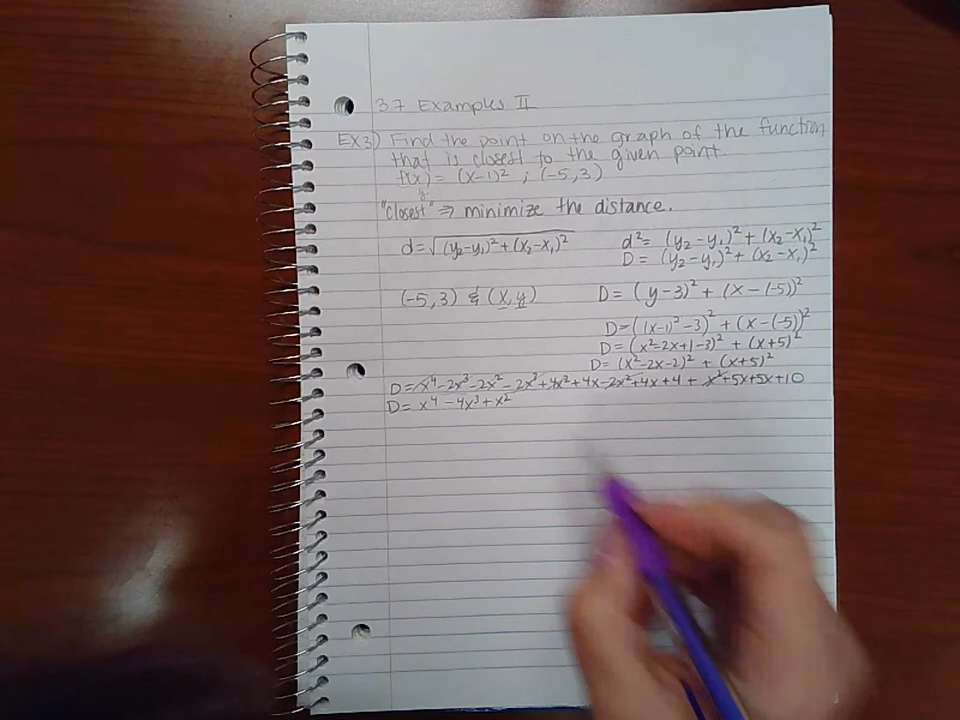 3.7 Examples II
EX3) Find the point on the graph of the function
that is closest to the given point.
f(x) = (x-1)² ; (-5,3)
"closest" ⇒ minimize the distance.
d = √(y₂-y₁)² + (x₂-x₁)²
d² = (y₂-y₁)² + (x₂-x₁)²
D = (y₂-y₁)² + (x₂-x₁)²
(-5,3) & (x,y)
D = (y-3)² + (x-(-5))²
D = ((x-1)²-3)² + (x-(-5))²
D = (x²-2x+1-3)² + (x+5)²
D = (x²-2x-2)² + (x+5)²
D = x⁴-2x³-2x²-2x³+4x²+4x-2x²+4x+4 + x²+5x+5x+10
D = x⁴-4x³+x²